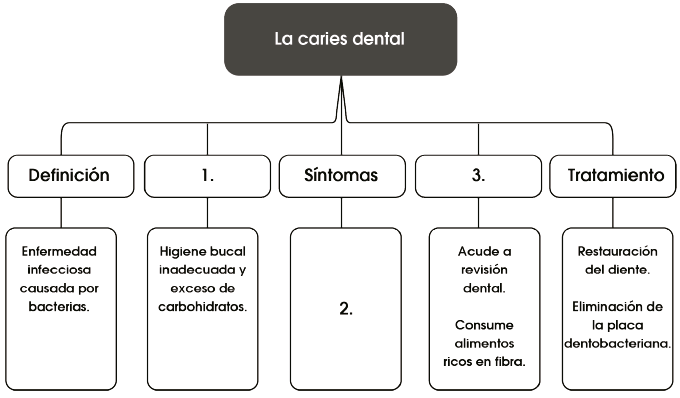 La caries dental
Definición
1.
Síntomas
3.
Tratamiento
Enfermedad
infecciosa
causada por
bacterias.
Higiene bucal
inadecuada y
exceso de
carbohidratos.
2.
Acude a
revisión
dental.
Consume
alimentos
ricos en fibra.
Restauración
del diente.
Eliminación de
la placa
dentobacteriana.